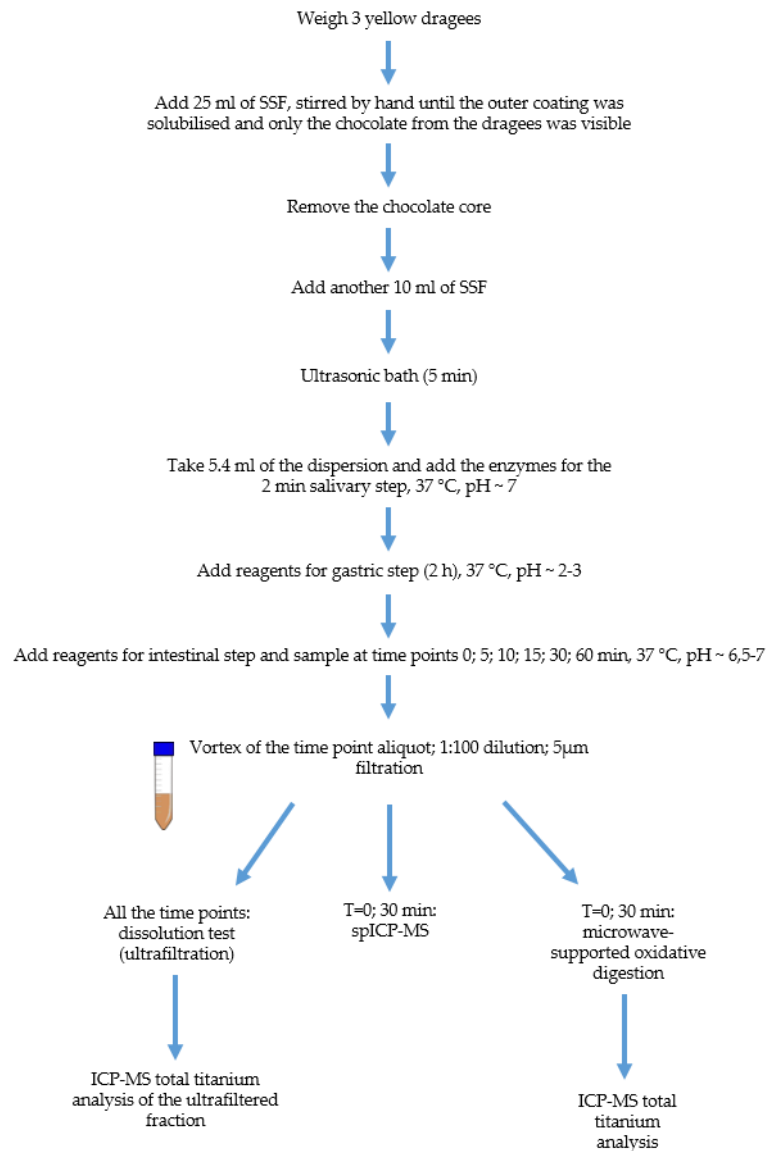 Weigh 3 yellow dragees
Add 25 ml of SSF, stirred by hand until the outer coating was
solubilised and only the chocolate from the dragees was visible
Remove the chocolate core
Add another 10 ml of SSF
Ultrasonic bath (5 min)
Take 5.4 ml of the dispersion and add the enzymes for the
2 min salivary step, 37 °C, pH ~ 7
Add reagents for gastric step (2 h), 37 °C, pH ~ 2-3
Add reagents for intestinal step and sample at time points 0; 5; 10; 15; 30; 60 min, 37 °C, pH ~ 6,5-7
Vortex of the time point aliquot; 1:100 dilution; 5µm
filtration
All the time points:
dissolution test
(ultrafiltration)
T=0; 30 min:
spICP-MS
T=0; 30 min:
microwave-
supported oxidative
digestion
ICP-MS total titanium
analysis of the ultrafiltered
fraction
ICP-MS total
titanium
analysis